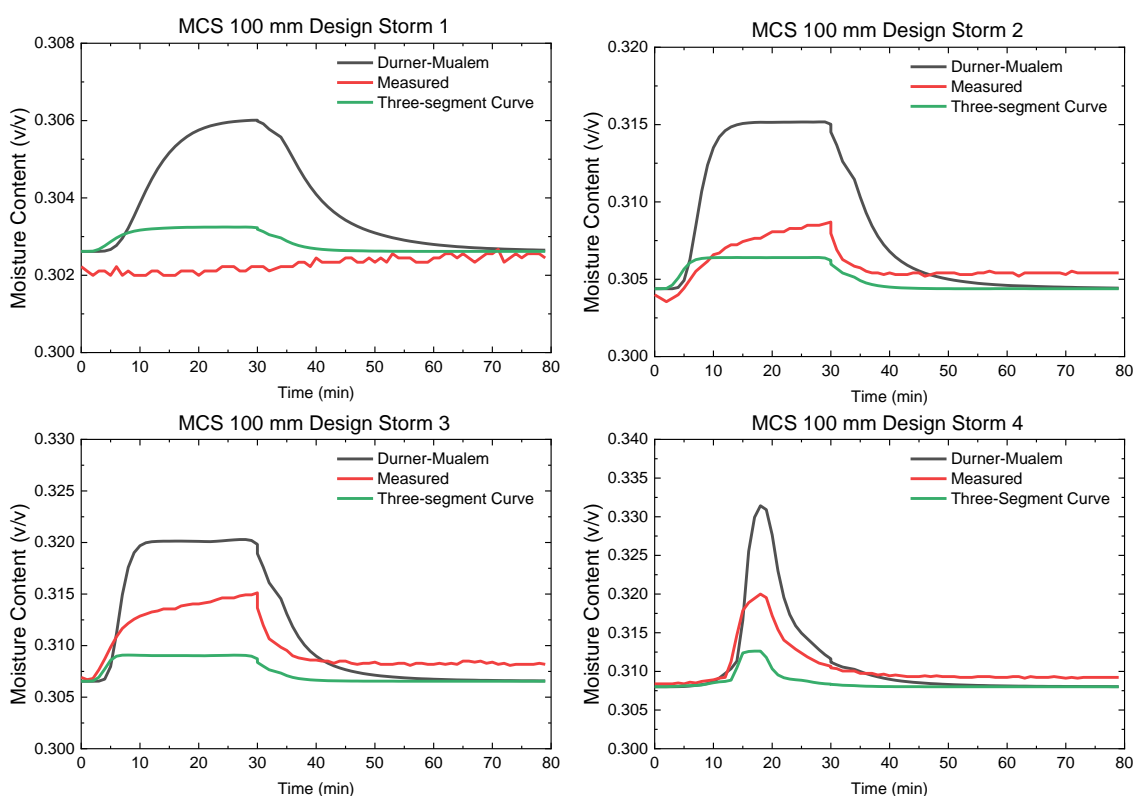 MCS 100 mm Design Storm 1
Durner-Mualem
Measured
Three-segment Curve
Moisture Content (v/v)
0.308
0.306
0.304
0.302
0.300
0 10 20 30 40 50 60 70 80
Time (min)
MCS 100 mm Design Storm 2
Durner-Mualem
Measured
Three-segment Curve
Moisture Content (v/v)
0.320
0.315
0.310
0.305
0.300
0 10 20 30 40 50 60 70 80
Time (min)
MCS 100 mm Design Storm 3
Durner-Mualem
Measured
Three-segment Curve
Moisture Content (v/v)
0.330
0.325
0.320
0.315
0.310
0.305
0.300
0 10 20 30 40 50 60 70 80
Time (min)
MCS 100 mm Design Storm 4
Durner-Mualem
Measured
Three-Segment Curve
Moisture Content (v/v)
0.340
0.335
0.330
0.325
0.320
0.315
0.310
0.305
0.300
0 10 20 30 40 50 60 70 80
Time (min)